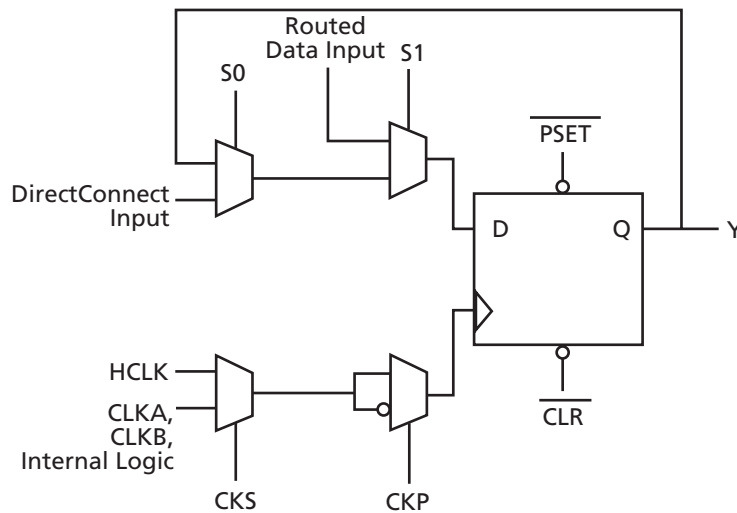 Routed
Data Input
S1
S0
PSET
DirectConnect
Input
D
Q
Y
HCLK
CLKA,
CLKB,
Internal Logic
CLR
CKS
CKP